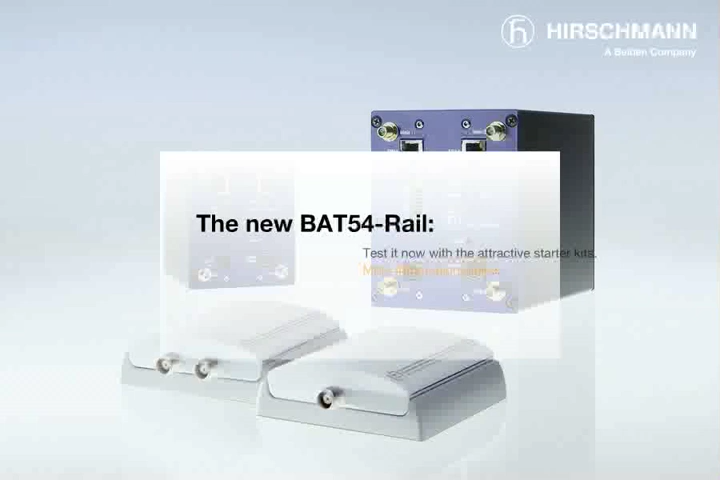 HIRSCHMANN
A Belden Company
The new BAT54-Rail:
Test it now with the attractive starter kits.